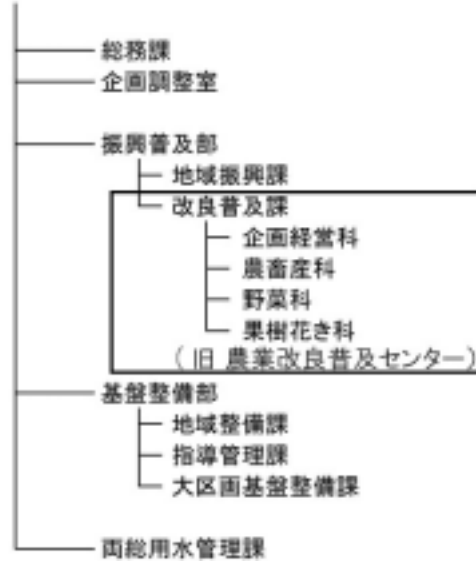 総務課
企画調整室
振興普及部
地域振興課
改良普及課
企画経営科
農畜産科
野菜科
果樹花き科
（旧 農業改良普及センター）
基盤整備部
地域整備課
指導管理課
大区画基盤整備課
両総用水管理課